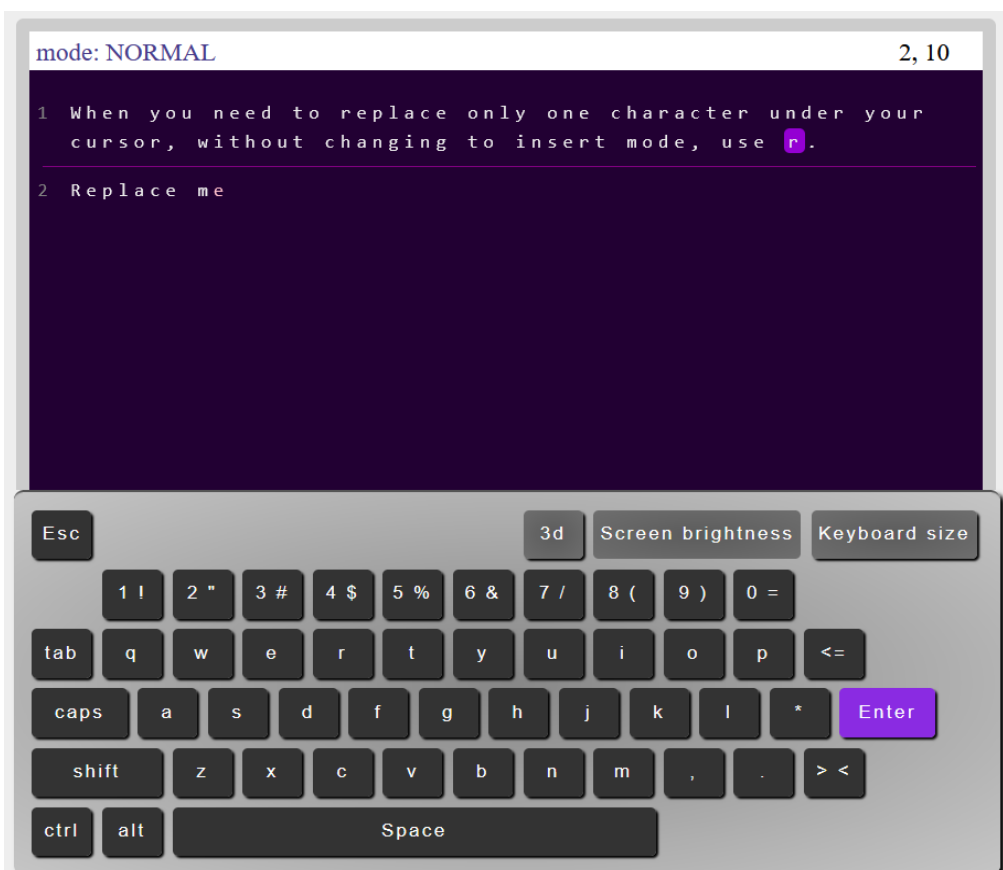 mode: NORMAL 2, 10
1 When you need to replace only one character under your
cursor, without changing to insert mode, use r.
2 Replace me
Esc 3d Screen brightness Keyboard size
1 ! 2 " 3 # 4 $ 5 % 6 & 7 / 8 ( 9 ) 0 =
tab q w e r t y u i o p <=
caps a s d f g h j k l * Enter
shift z x c v b n m , . > <
ctrl alt Space